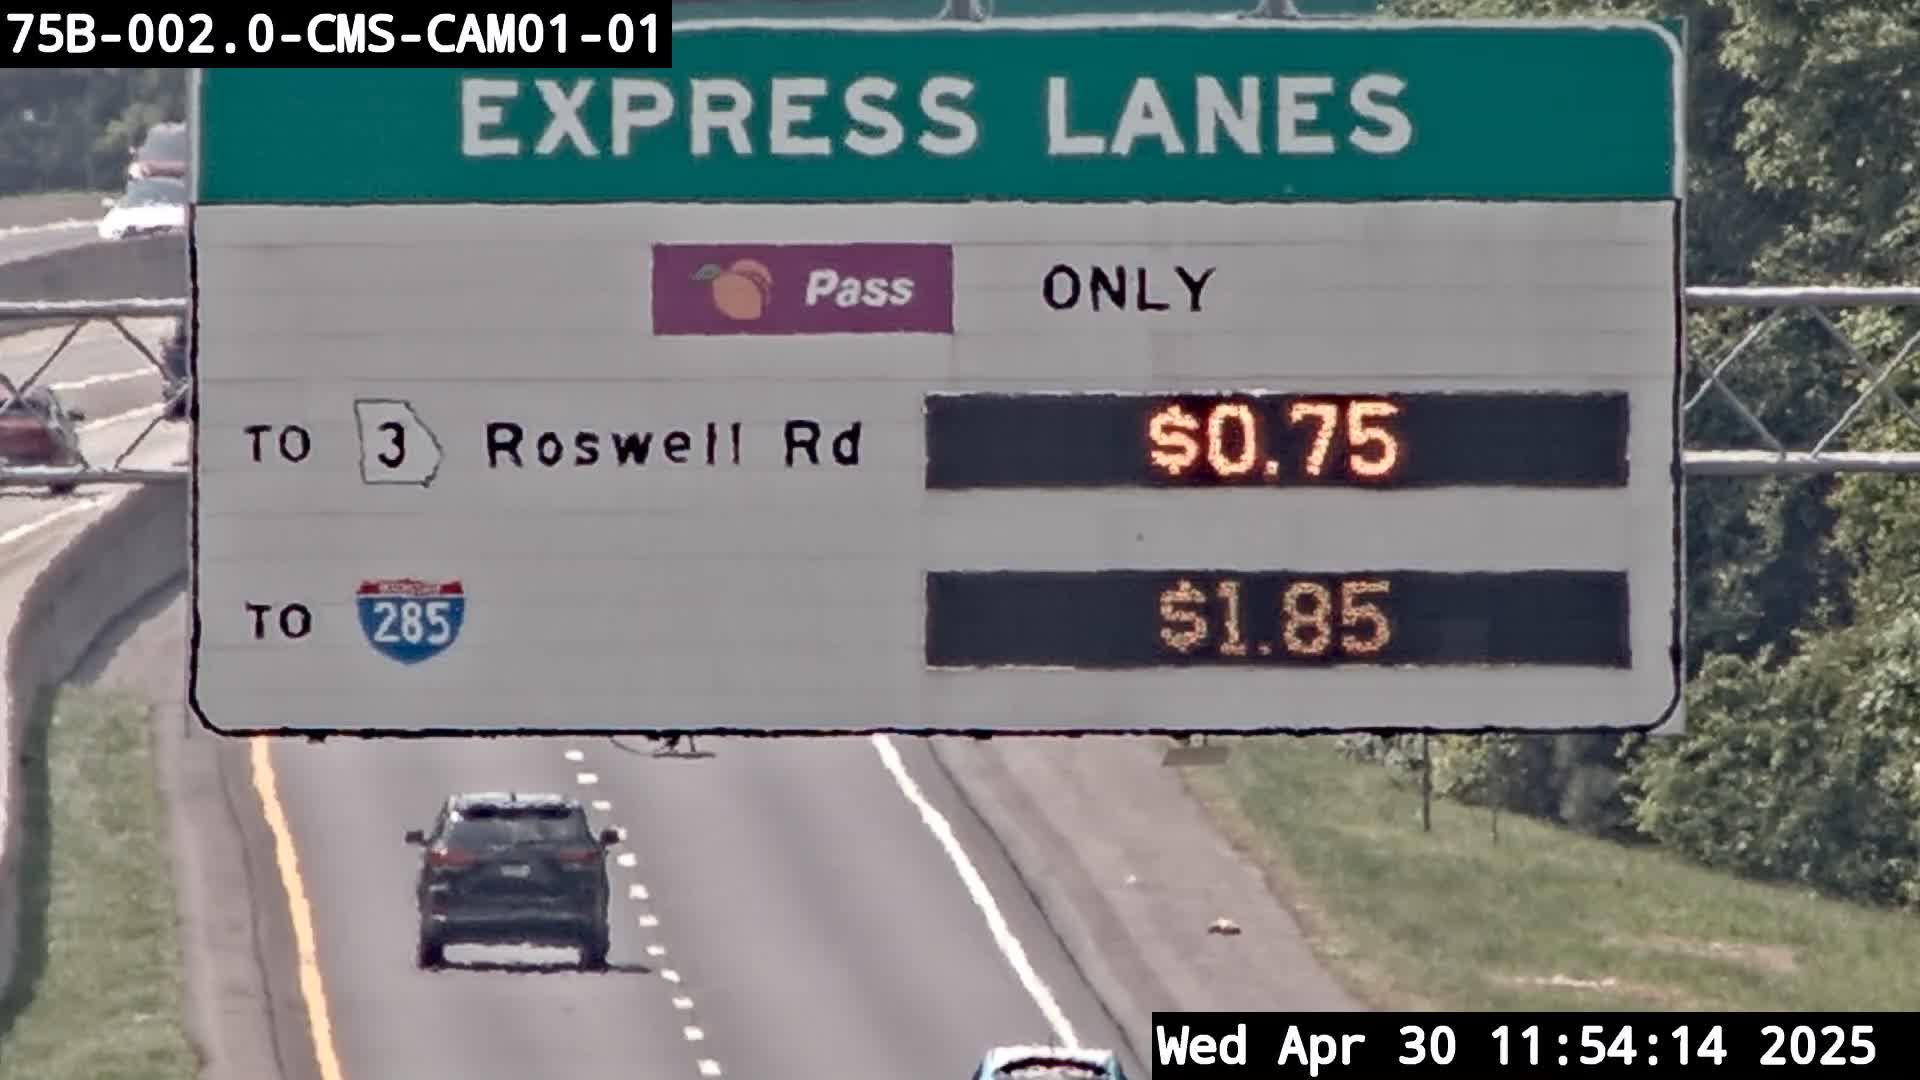 75B-002.0-CMS-CAM01-01
EXPRESS LANES
Pass ONLY
TO 3 Roswell Rd $0.75
TO 285 $1.85
Wed Apr 30 11:54:14 2025